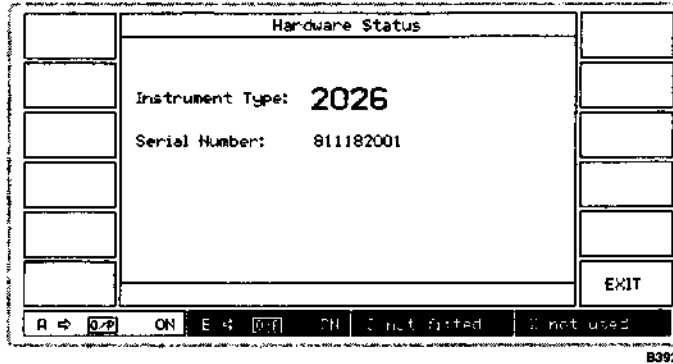 Hardware Status
Instrument Type: 2026
Serial Number: 811182001
EXIT
A ⇨ O/P ON
ON
not fitted
not used
B39